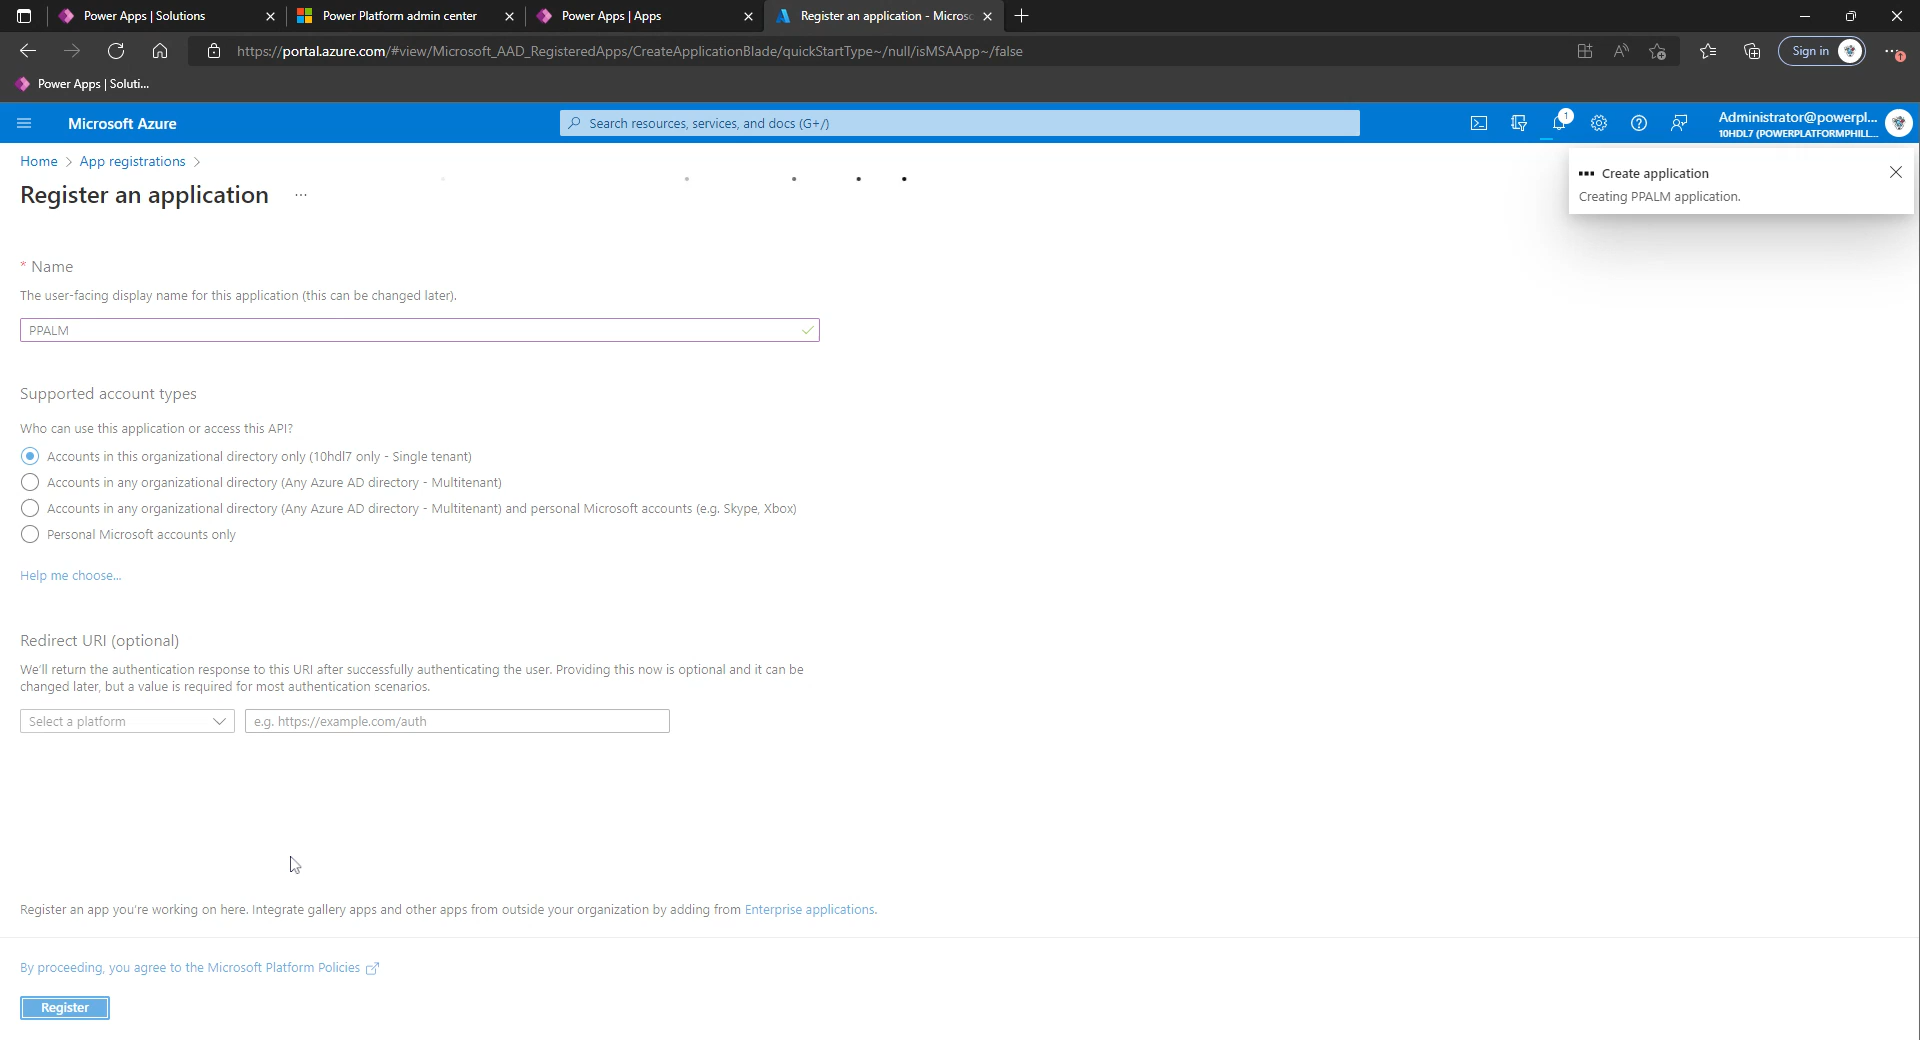 Power Apps | Solutions
Power Platform admin center
Power Apps | Apps
Register an application - Micros
https://portal.azure.com/#view/Microsoft_AAD_RegisteredApps/CreateApplicationBlade/quickStartType~/null/isMSAApp~/false
Sign in
Power Apps | Soluti...
Microsoft Azure
Search resources, services, and docs (G+/)
1
Administrator@powerpl...
10HDL7 (POWERPLATFORMPHILL...
Home > App registrations >
Register an application ...
Create application
Creating PPALM application.
* Name
The user-facing display name for this application (this can be changed later).
PPALM
Supported account types
Who can use this application or access this API?
Accounts in this organizational directory only (10hdl7 only - Single tenant)
Accounts in any organizational directory (Any Azure AD directory - Multitenant)
Accounts in any organizational directory (Any Azure AD directory - Multitenant) and personal Microsoft accounts (e.g. Skype, Xbox)
Personal Microsoft accounts only
Help me choose...
Redirect URI (optional)
We'll return the authentication response to this URI after successfully authenticating the user. Providing this now is optional and it can be
changed later, but a value is required for most authentication scenarios.
Select a platform
e.g. https://example.com/auth
Register an app you're working on here. Integrate gallery apps and other apps from outside your organization by adding from Enterprise applications.
By proceeding, you agree to the Microsoft Platform Policies
Register